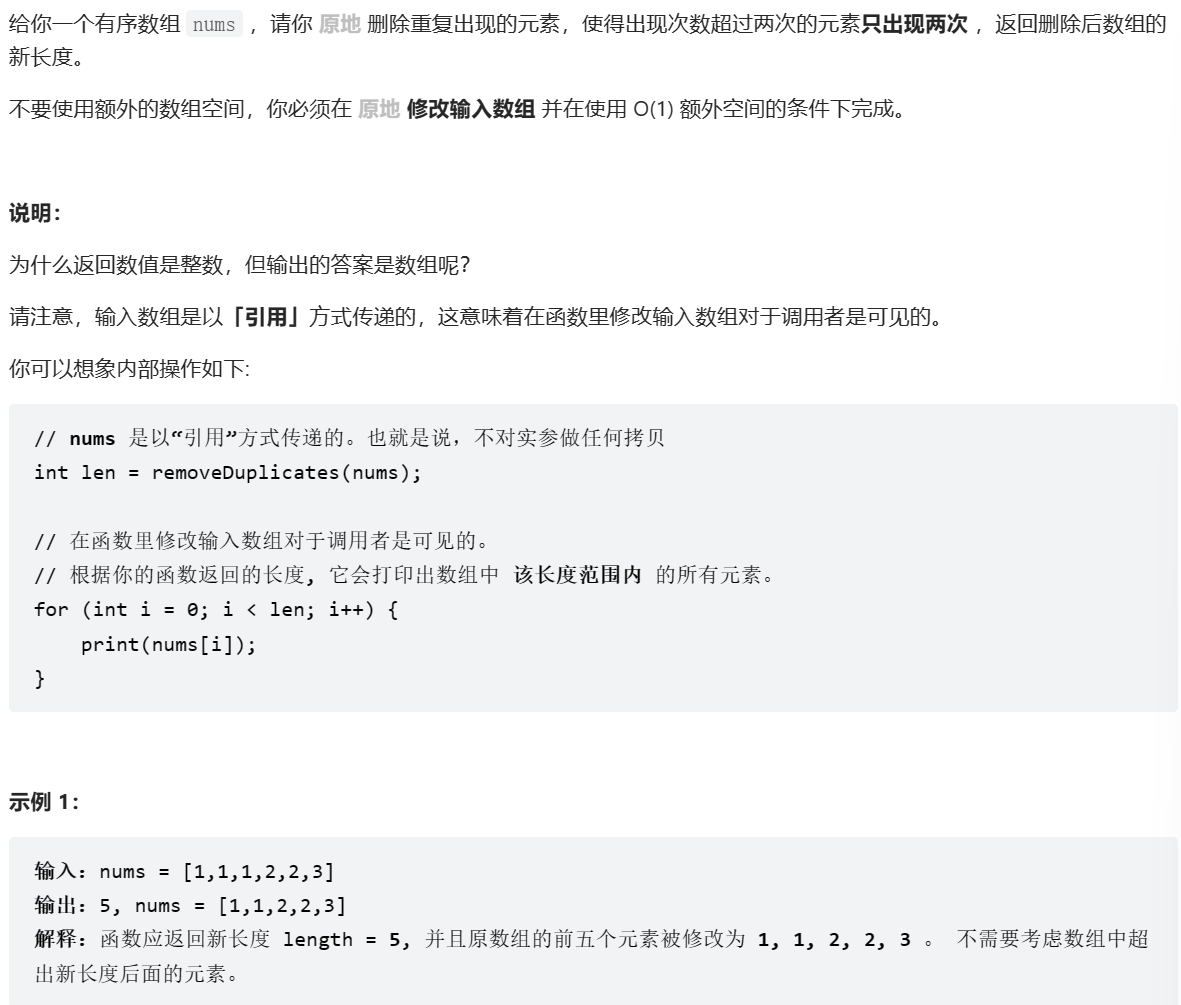 给你一个有序数组 nums ，请你 原地 删除重复出现的元素，使得出现次数超过两次的元素只出现两次 ，返回删除后数组的
新长度。
不要使用额外的数组空间，你必须在 原地 修改输入数组 并在使用 O(1) 额外空间的条件下完成。
说明：
为什么返回数值是整数，但输出的答案是数组呢？
请注意，输入数组是以「引用」方式传递的，这意味着在函数里修改输入数组对于调用者是可见的。
你可以想象内部操作如下:
// nums 是以“引用”方式传递的。也就是说，不对实参做任何拷贝
int len = removeDuplicates(nums);
// 在函数里修改输入数组对于调用者是可见的。
// 根据你的函数返回的长度, 它会打印出数组中 该长度范围内 的所有元素。
for (int i = 0; i < len; i++) {
    print(nums[i]);
}
示例 1：
输入：nums = [1,1,1,2,2,3]
输出：5, nums = [1,1,2,2,3]
解释：函数应返回新长度 length = 5, 并且原数组的前五个元素被修改为 1, 1, 2, 2, 3 。 不需要考虑数组中超
出新长度后面的元素。